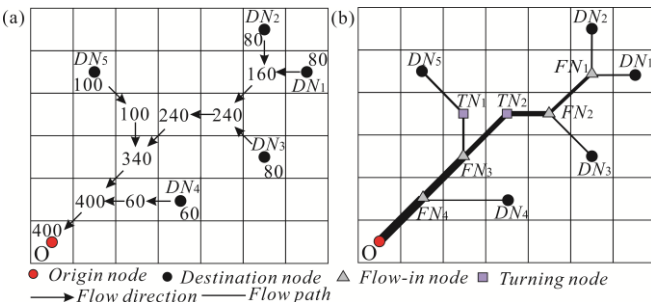 (a)
DN2
80
80
DN5
160
DN1
100
100
240
240
340
DN3
80
DN4
400
60
60
400
O
(b)
DN2
DN5
FN1
DN1
TN1
TN2
FN2
FN3
DN3
FN4
DN4
O
Origin node
Destination node
Flow-in node
Turning node
Flow direction
Flow path